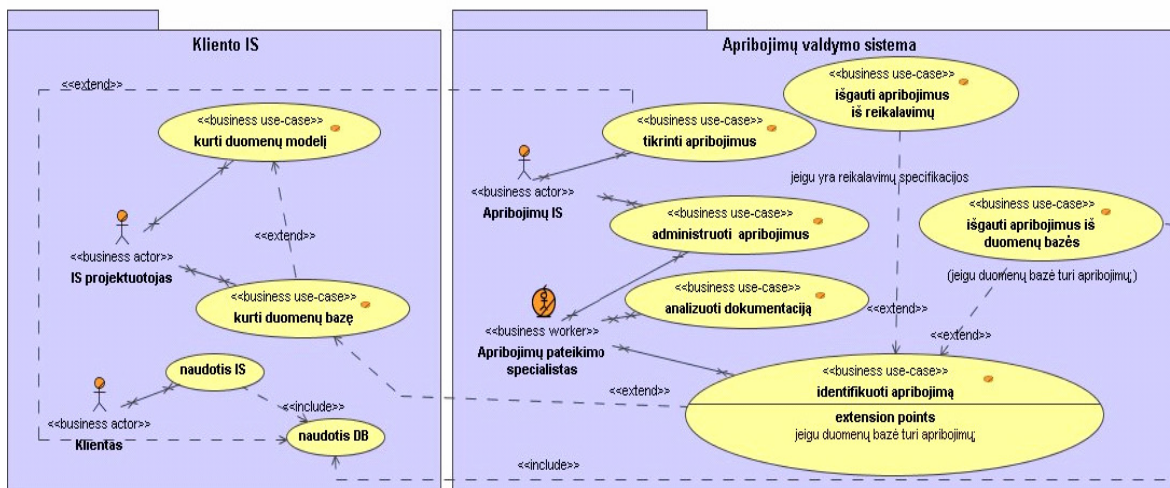 Kliento IS
<<extend>>
<<business use-case>>
kurti duomenų modelį
<<business actor>>
IS projektuotojas
<<extend>>
<<business use-case>>
kurti duomenų bazę
naudotis IS
<<business actor>>
Klientas
<<include>>
naudotis DB
Apribojimų valdymo sistema
<<business use-case>>
išgauti apribojimus
iš reikalavimų
<<business use-case>>
tikrinti apribojimus
<<business actor>>
Apribojimų IS
jeigu yra reikalavimų specifikacijos
<<business use-case>>
administruoti apribojimus
<<business use-case>>
išgauti apribojimus iš
duomenų bazės
(jeigu duomenų bazė turi apribojimų;)
<<business use-case>>
analizuoti dokumentaciją
<<business worker>>
Apribojimų pateikimo
specialistas
<<extend>>
<<extend>>
<<extend>>
<<business use-case>>
identifikuoti apribojimą
extension points
jeigu duomenų bazė turi apribojimų;
<<include>>